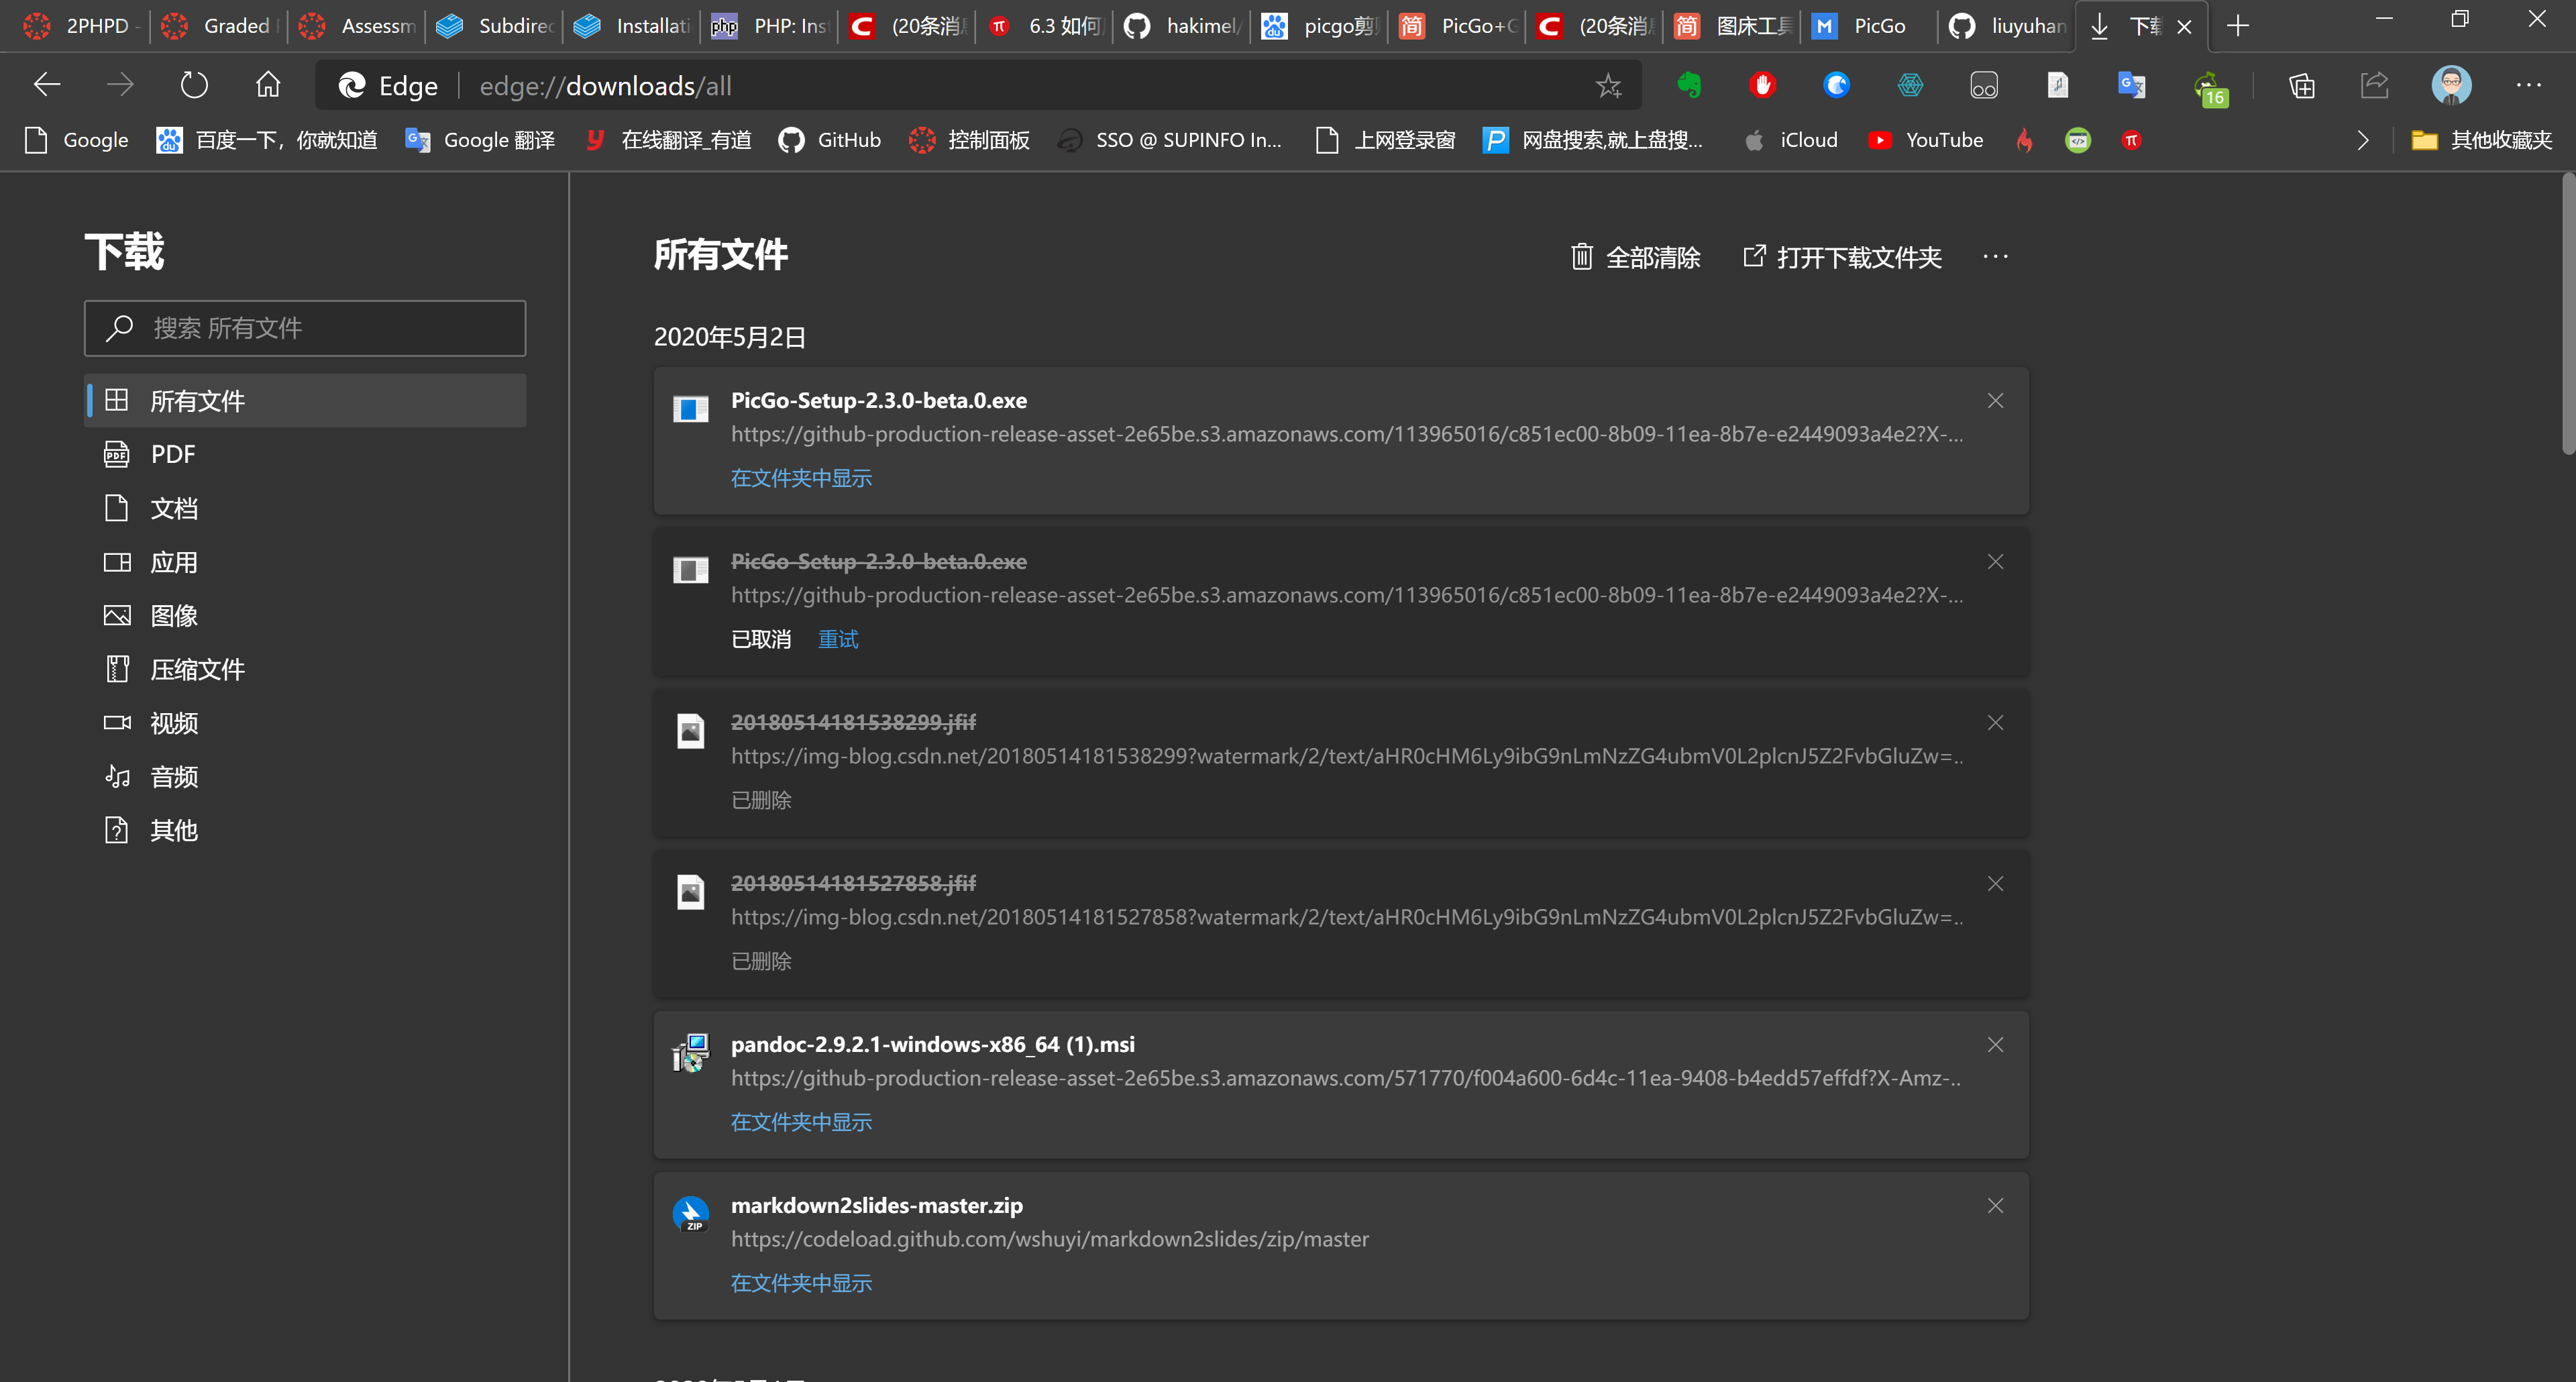 2PHPD
Graded
Assessm
Subdirec
Installati
PHP: Inst
(20条消
6.3 如何
hakimel/
picgo剪
PicGo+G
(20条消
图床工具
PicGo
liuyuhan
下载
Edge
edge://downloads/all
16
Google
百度一下，你就知道
Google 翻译
在线翻译_有道
GitHub
控制面板
SSO @ SUPINFO In...
上网登录窗
网盘搜索,就上盘搜...
iCloud
YouTube
其他收藏夹
下载
搜索 所有文件
所有文件
PDF
文档
应用
图像
压缩文件
视频
音频
其他
所有文件
全部清除
打开下载文件夹
2020年5月2日
PicGo-Setup-2.3.0-beta.0.exe
https://github-production-release-asset-2e65be.s3.amazonaws.com/113965016/c851ec00-8b09-11ea-8b7e-e2449093a4e2?X-...
在文件夹中显示
PicGo-Setup-2.3.0-beta.0.exe
https://github-production-release-asset-2e65be.s3.amazonaws.com/113965016/c851ec00-8b09-11ea-8b7e-e2449093a4e2?X-...
已取消 重试
20180514181538299.jfif
https://img-blog.csdn.net/20180514181538299?watermark/2/text/aHR0cHM6Ly9ibG9nLmNzZG4ubmV0L2plcnJ5Z2FvbGluZw=..
已删除
20180514181527858.jfif
https://img-blog.csdn.net/20180514181527858?watermark/2/text/aHR0cHM6Ly9ibG9nLmNzZG4ubmV0L2plcnJ5Z2FvbGluZw=..
已删除
pandoc-2.9.2.1-windows-x86_64 (1).msi
https://github-production-release-asset-2e65be.s3.amazonaws.com/571770/f004a600-6d4c-11ea-9408-b4edd57effdf?X-Amz-..
在文件夹中显示
markdown2slides-master.zip
https://codeload.github.com/wshuyi/markdown2slides/zip/master
在文件夹中显示